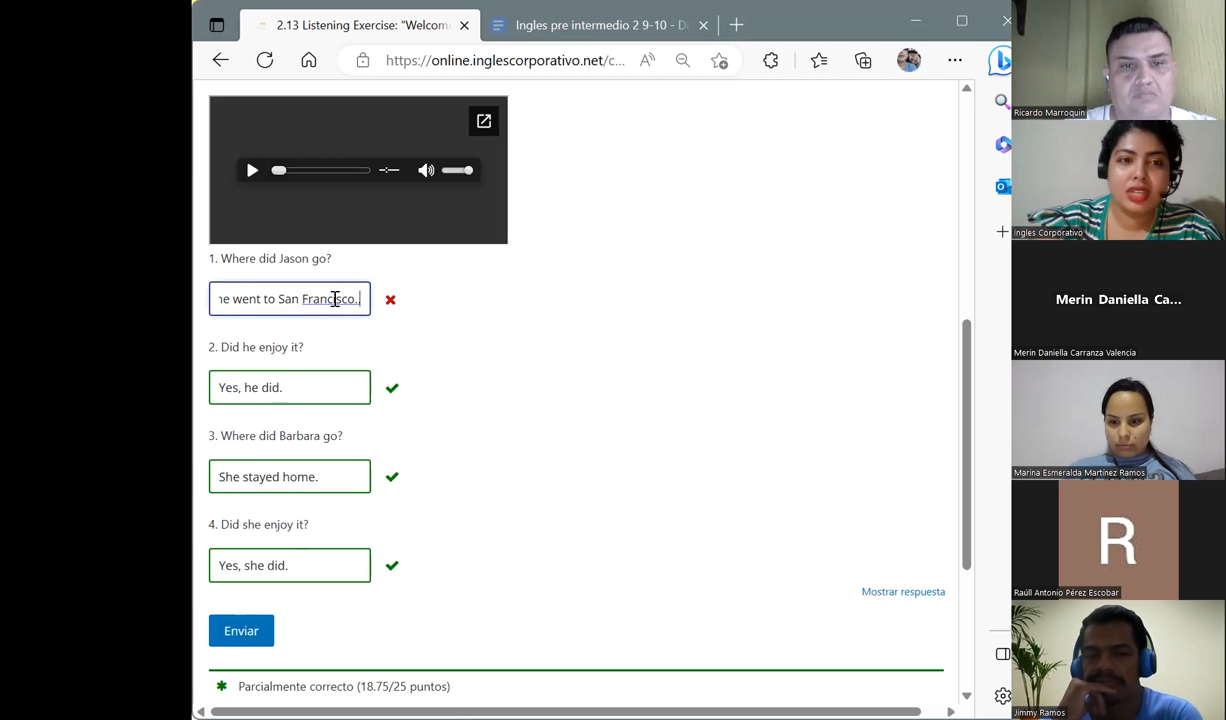 2.13 Listening Exercise: "Welcom
Ingles pre intermedio 2 9-10 - D
https://online.inglescorporativo.net/c...
1. Where did Jason go?
he went to San Francisco..
2. Did he enjoy it?
Yes, he did.
3. Where did Barbara go?
She stayed home.
4. Did she enjoy it?
Yes, she did.
Mostrar respuesta
Enviar
Parcialmente correcto (18.75/25 puntos)
Ricardo Marroquin
Ingles Corporativo
Merin Daniella Ca...
Merin Daniella Carranza Valencia
Marina Esmeralda Martínez Ramos
R
Raúll Antonio Pérez Escobar
Jimmy Ramos